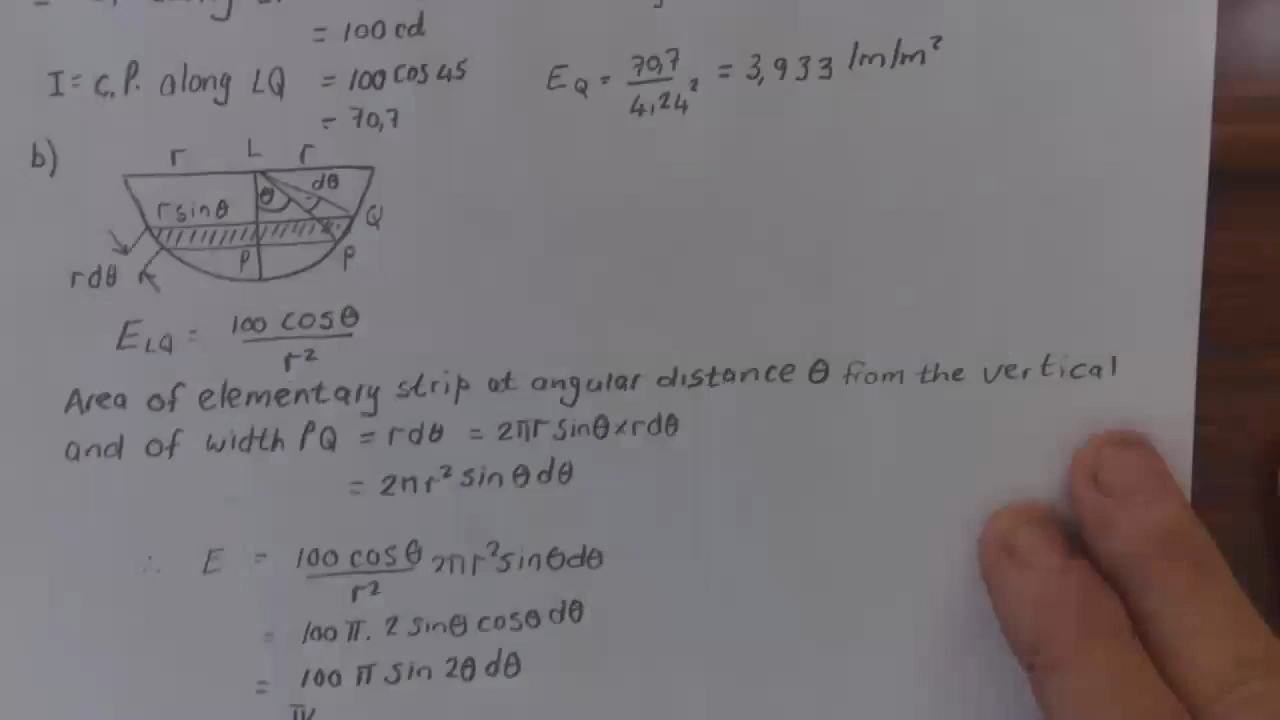 = 100 cd
I = C.P. along LQ = 100 cos 45
= 70,7
E_Q = 70,7 / 4,24² = 3,933 lm/m²
b)
r L r
dθ
θ
r sinθ
Q
P P
rdθ
E_LQ = 100 cosθ / r²
Area of elementary strip at angular distance θ from the vertical
and of width PQ = rdθ = 2πr sinθ x rdθ
= 2πr² sinθ dθ
∴ E = 100 cosθ / r² 2πr² sinθdθ
= 100 π. 2 sinθ cosθ dθ
= 100 π sin 2θ dθ